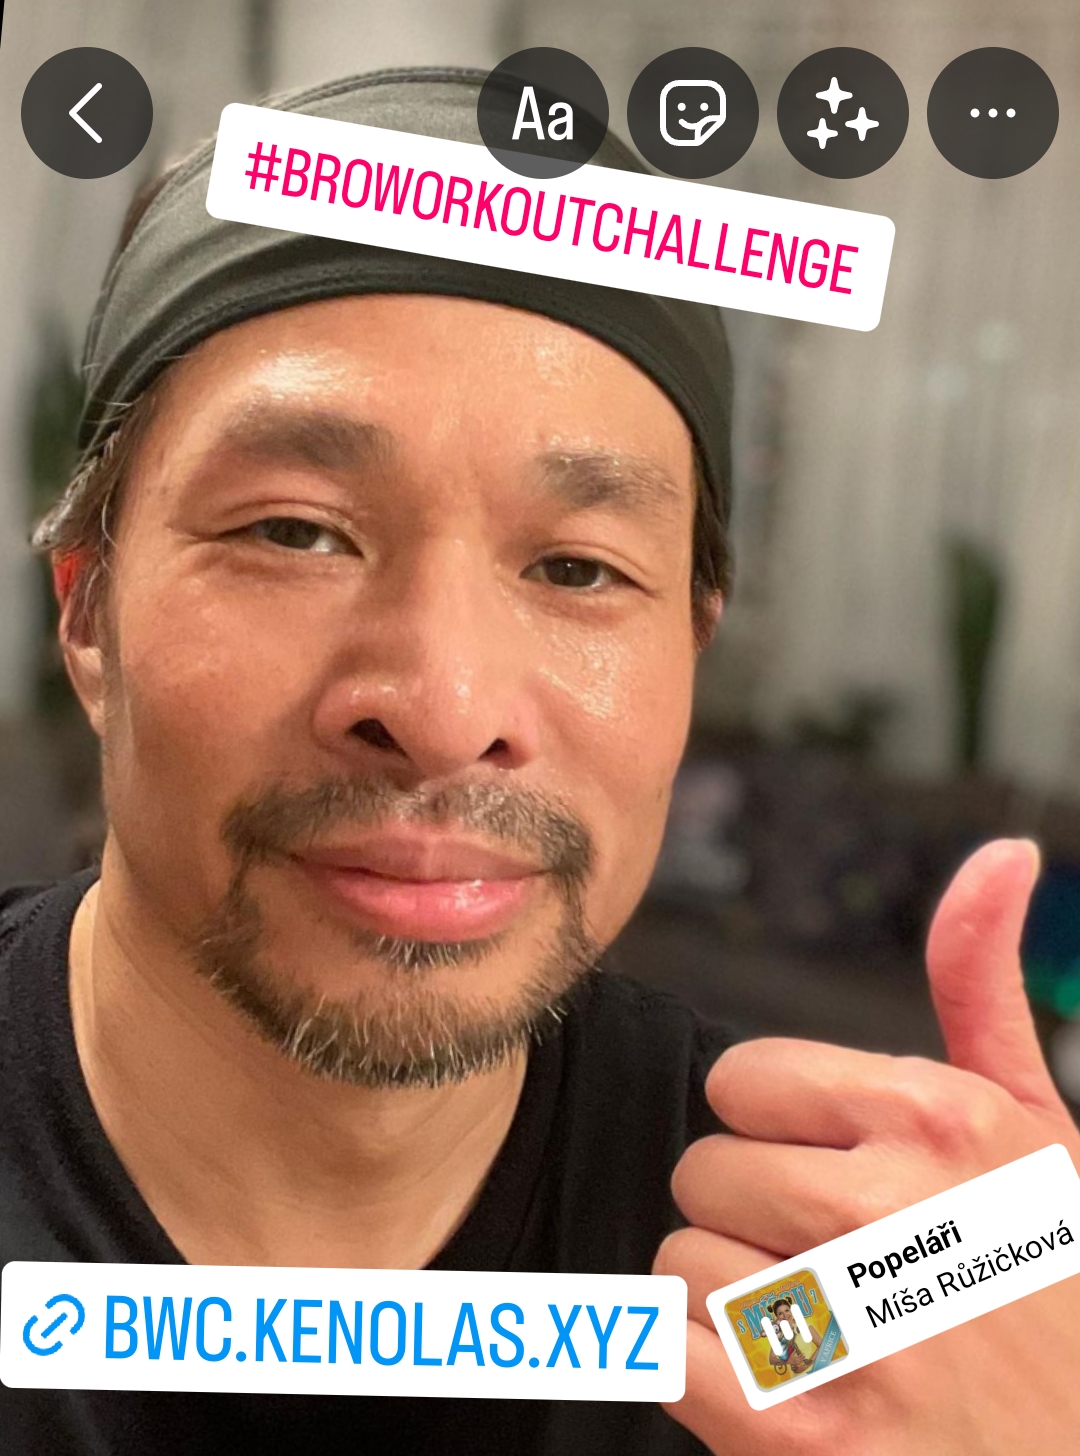 Aa
#BROWORKOUTCHALLENGE
Popeláři
Míša Růžičková
BWC.KENOLAS.XYZ